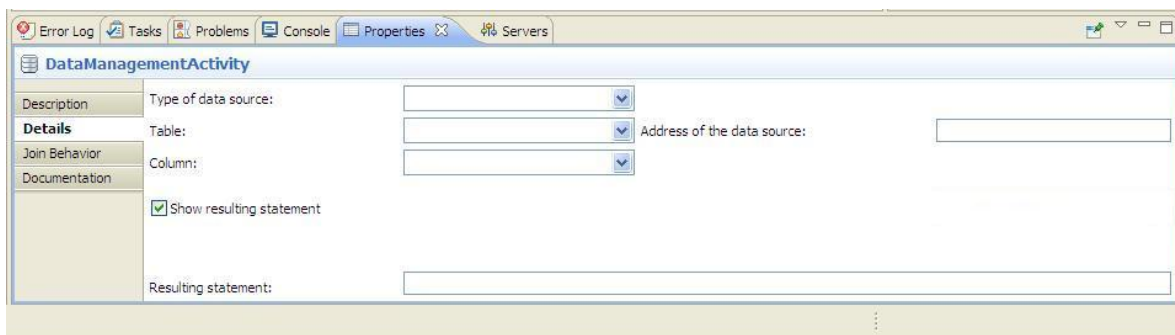 Error Log Tasks Problems Console Properties Servers
DataManagementActivity
Description
Details
Join Behavior
Documentation
Type of data source:
Table: Address of the data source:
Column:
Show resulting statement
Resulting statement: